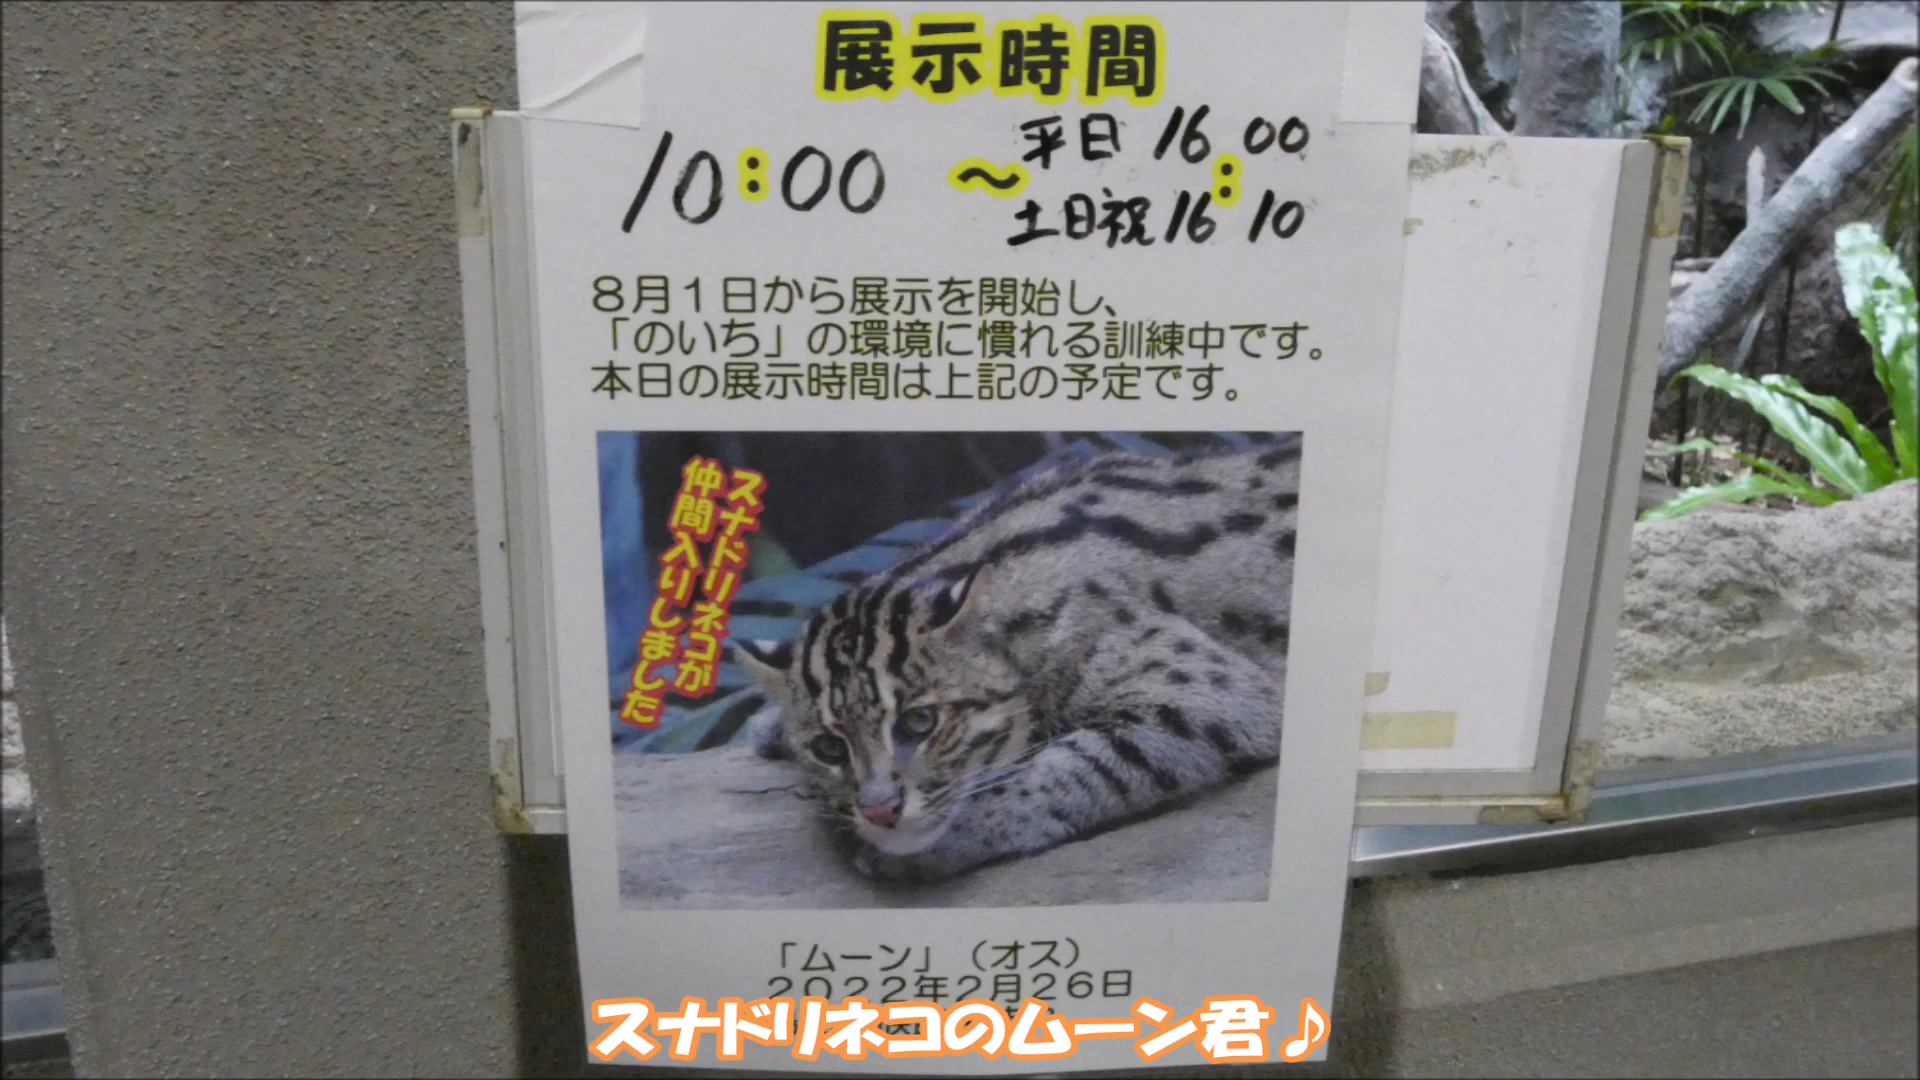 展示時間
10:00 ～ 平日 16:00
土日祝 16:10
８月１日から展示を開始し、
「のいち」の環境に慣れる訓練中です。
本日の展示時間は上記の予定です。
スナドリネコが
仲間入りしました
「ムーン」（オス）
２０２２年２月２６日
スナドリネコのムーン君♪